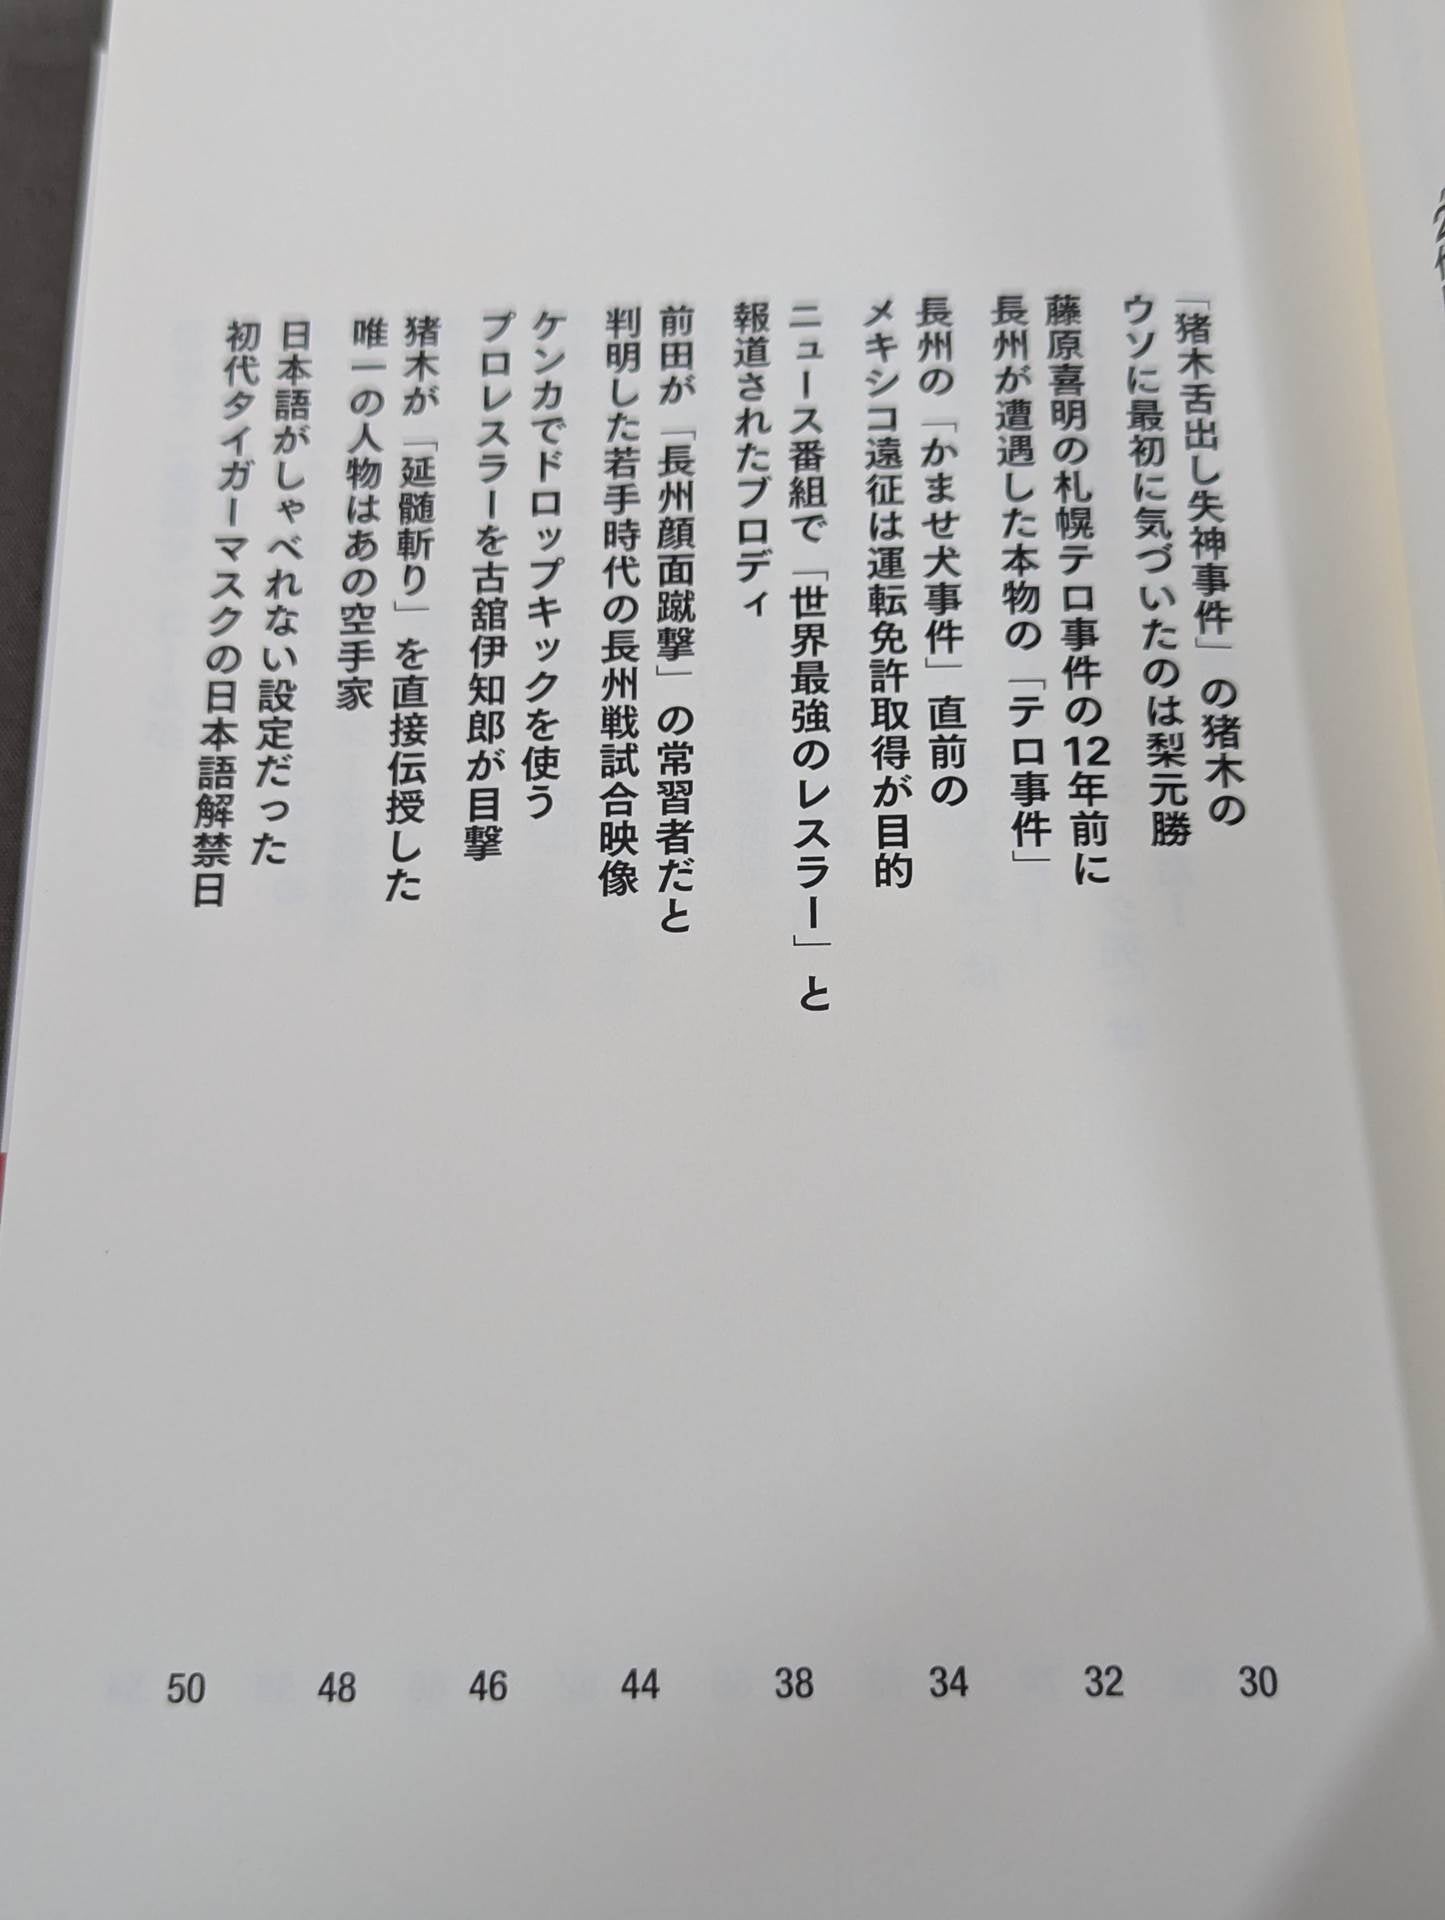 「猪木舌出し失神事件」の猪木の
ウソに最初に気づいたのは梨元勝
30
藤原喜明の札幌テロ事件の12年前に
長州が遭遇した本物の「テロ事件」
32
長州の「かませ犬事件」直前の
メキシコ遠征は運転免許取得が目的
34
ニュース番組で「世界最強のレスラー」と
報道されたブロディ
38
前田が「長州顔面蹴撃」の常習者だと
判明した若手時代の長州戦試合映像
44
ケンカでドロップキックを使う
プロレスラーを古舘伊知郎が目撃
46
猪木が「延髄斬り」を直接伝授した
唯一の人物はあの空手家
48
日本語がしゃべれない設定だった
初代タイガーマスクの日本語解禁日
50